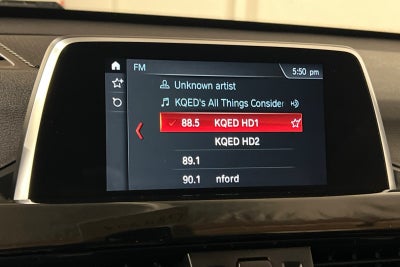 FM
5:50 pm
Unknown artist
KQED's All Things Consider
88.5 KQED HD1
KQED HD2
89.1
90.1 nford